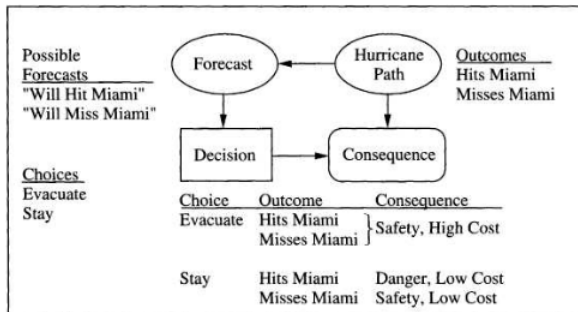 Possible
Forecasts
"Will Hit Miami"
"Will Miss Miami"
Forecast
Hurricane
Path
Outcomes
Hits Miami
Misses Miami
Choices
Evacuate
Stay
Decision
Consequence
Choice Outcome Consequence
Evacuate Hits Miami
Misses Miami
Safety, High Cost
Stay Hits Miami Danger, Low Cost
Misses Miami Safety, Low Cost